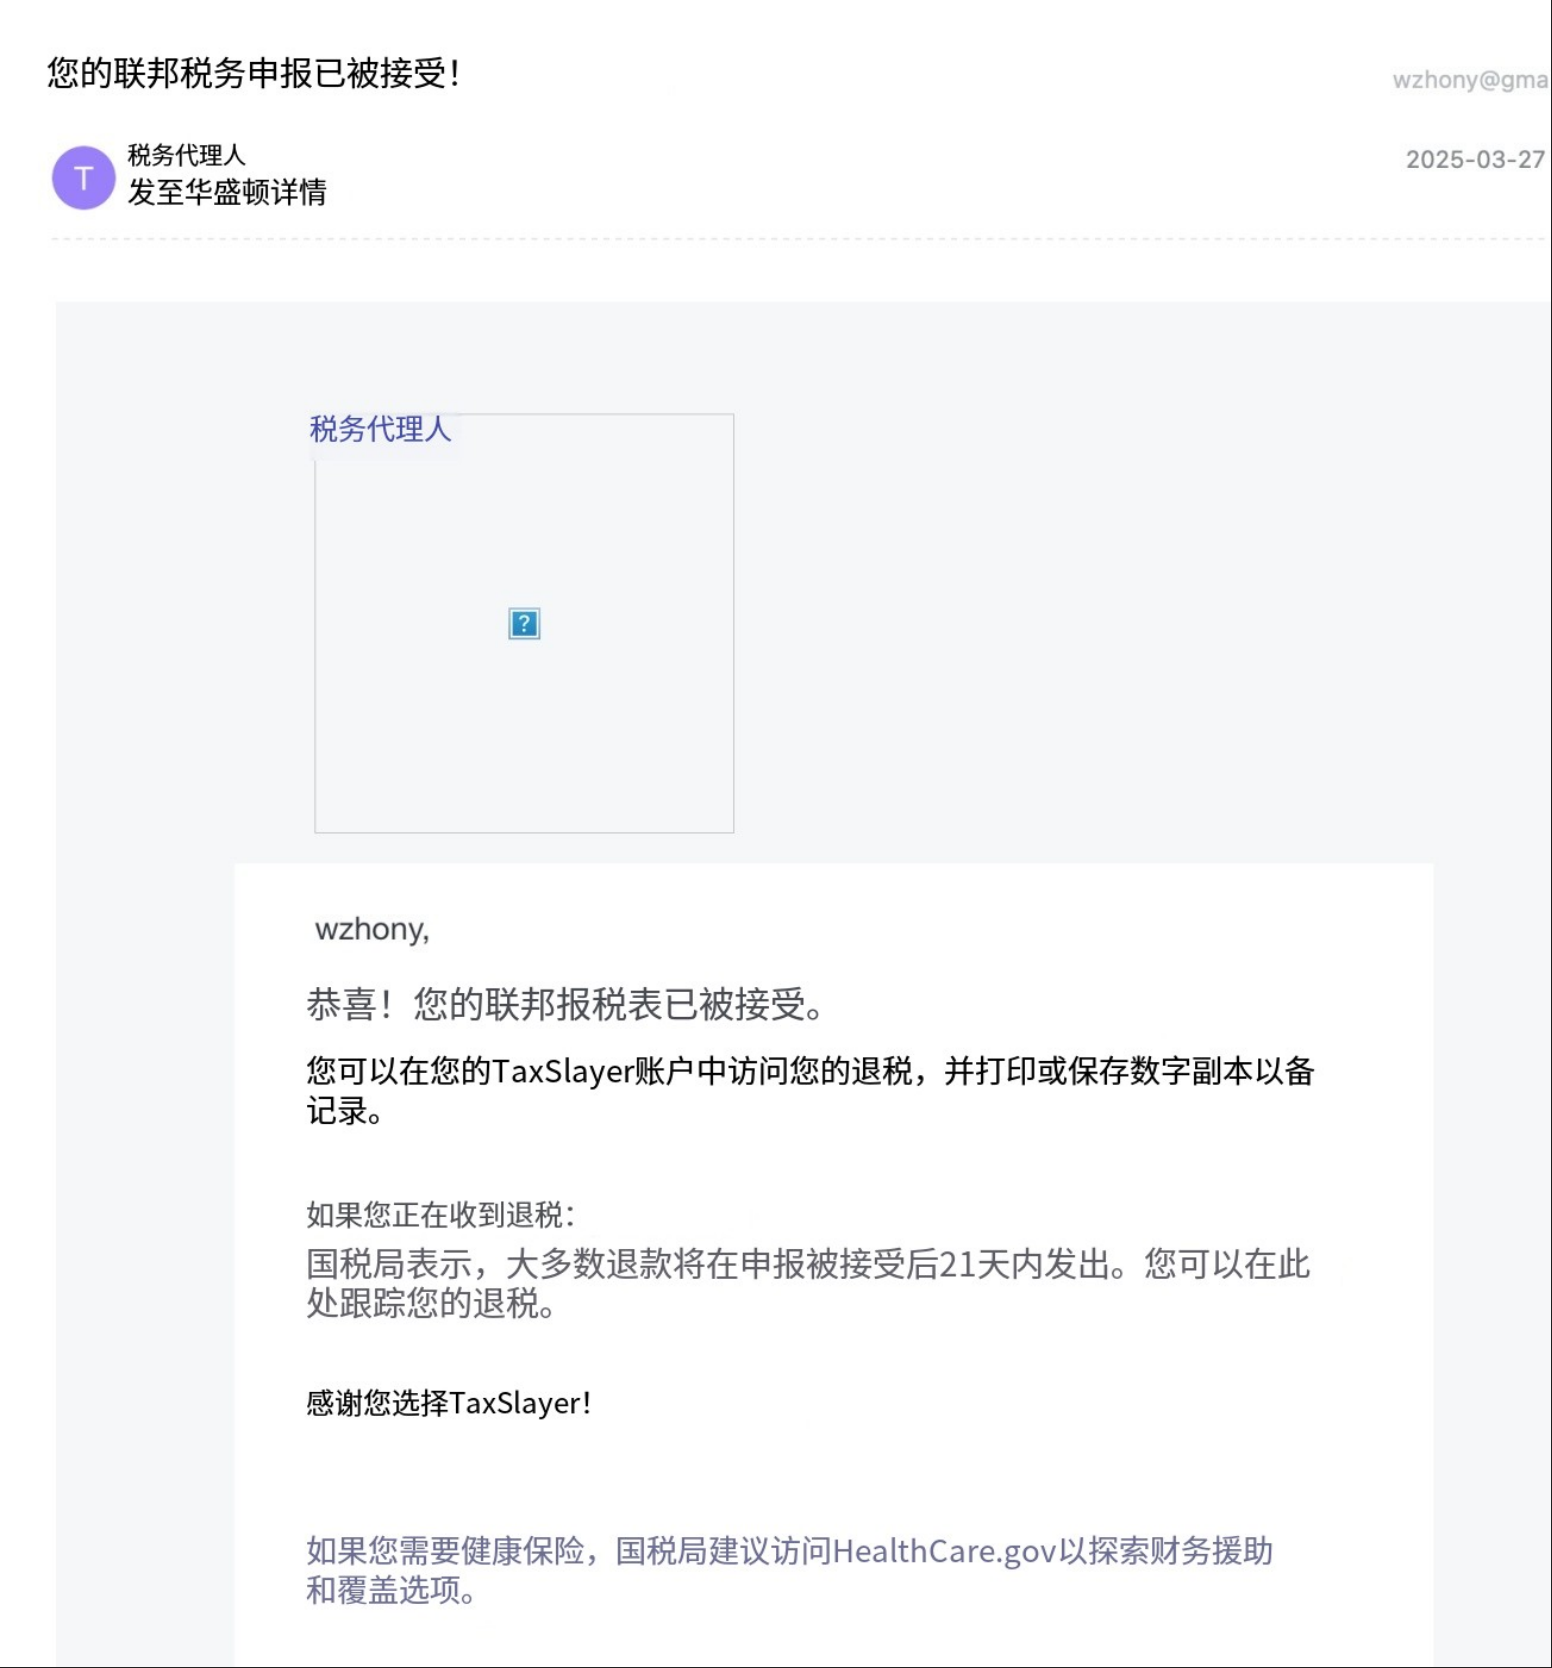 您的联邦税务申报已被接受！
wzhony@gma
T
税务代理人
2025-03-27
发至华盛顿详情
税务代理人
?
wzhony,
恭喜！您的联邦报税表已被接受。
您可以在您的TaxSlayer账户中访问您的退税，并打印或保存数字副本以备
记录。
如果您正在收到退税：
国税局表示，大多数退款将在申报被接受后21天内发出。您可以在此
处跟踪您的退税。
感谢您选择TaxSlayer！
如果您需要健康保险，国税局建议访问HealthCare.gov以探索财务援助
和覆盖选项。